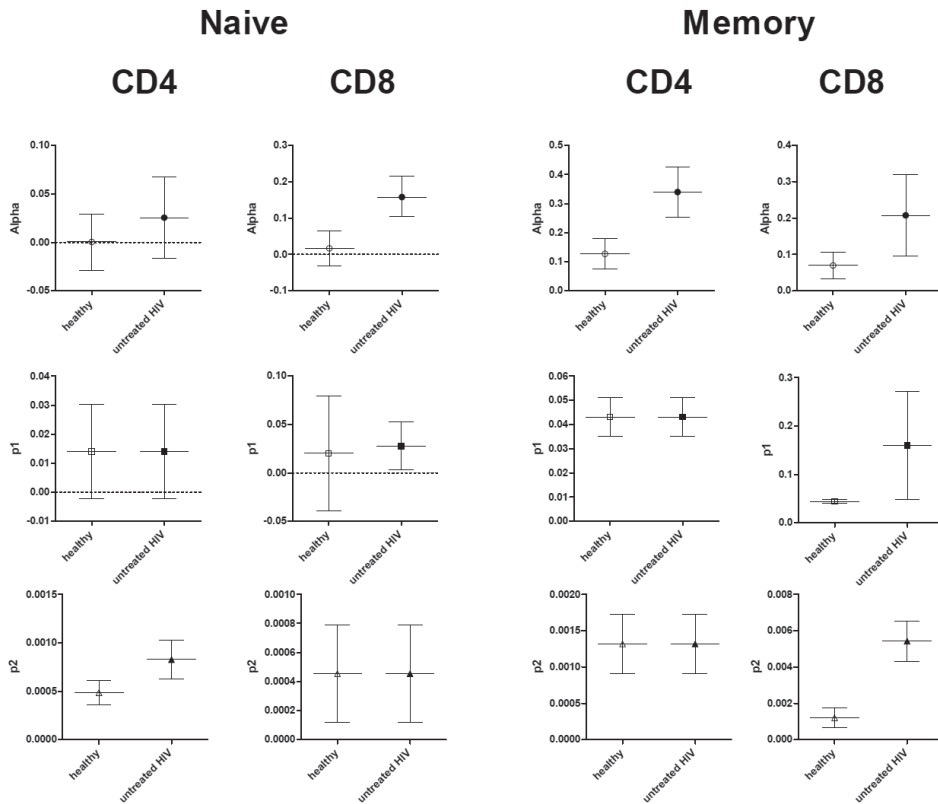 Naive Memory
CD4 CD8 CD4 CD8
Alpha
0.10
0.05
0.00
-0.05
healthy
untreated HIV
Alpha
0.3
0.2
0.1
0.0
-0.1
healthy
untreated HIV
Alpha
0.5
0.4
0.3
0.2
0.1
0.0
healthy
untreated HIV
Alpha
0.4
0.3
0.2
0.1
0.0
healthy
untreated HIV
p1
0.04
0.03
0.02
0.01
0.00
-0.01
healthy
untreated HIV
p1
0.10
0.05
0.00
-0.05
healthy
untreated HIV
p1
0.06
0.05
0.04
0.03
0.02
0.01
0.00
healthy
untreated HIV
p1
0.3
0.2
0.1
0.0
healthy
untreated HIV
p2
0.0015
0.0010
0.0005
0.0000
healthy
untreated HIV
p2
0.0010
0.0008
0.0006
0.0004
0.0002
0.0000
healthy
untreated HIV
p2
0.0020
0.0015
0.0010
0.0005
0.0000
healthy
untreated HIV
p2
0.008
0.006
0.004
0.002
0.000
healthy
untreated HIV